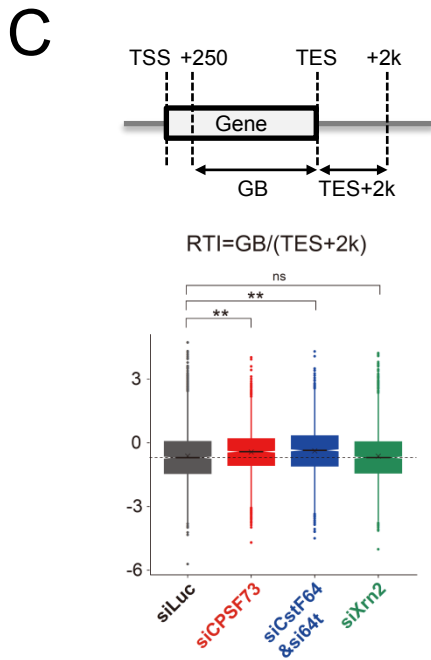 C
TSS +250 TES +2k
Gene
GB TES+2k
RTI=GB/(TES+2k)
ns
**
**
3
0
-3
-6
siLuc
siCPSF73
siCstF64
&si64t
siXrn2